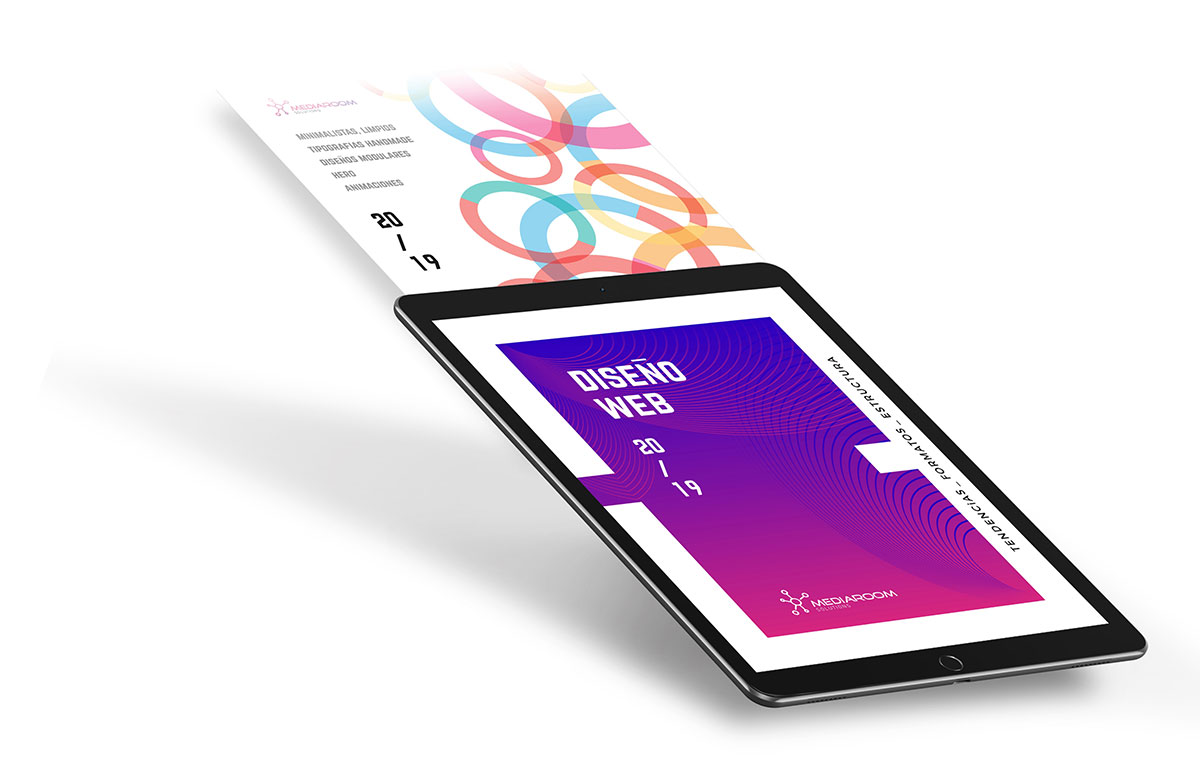 MEDIAROOM
SOLUTIONS
MINIMALISTAS, LIMPIOS
TIPOGRAFIAS HANDMADE
DISEÑOS MODULARES
HERO
ANIMACIONES
20
/
19
DISEÑO
WEB
20
/
19
TENDENCÍAS - FORMATOS - ESTRUCTURA
MEDIAROOM
SOLUTIONS